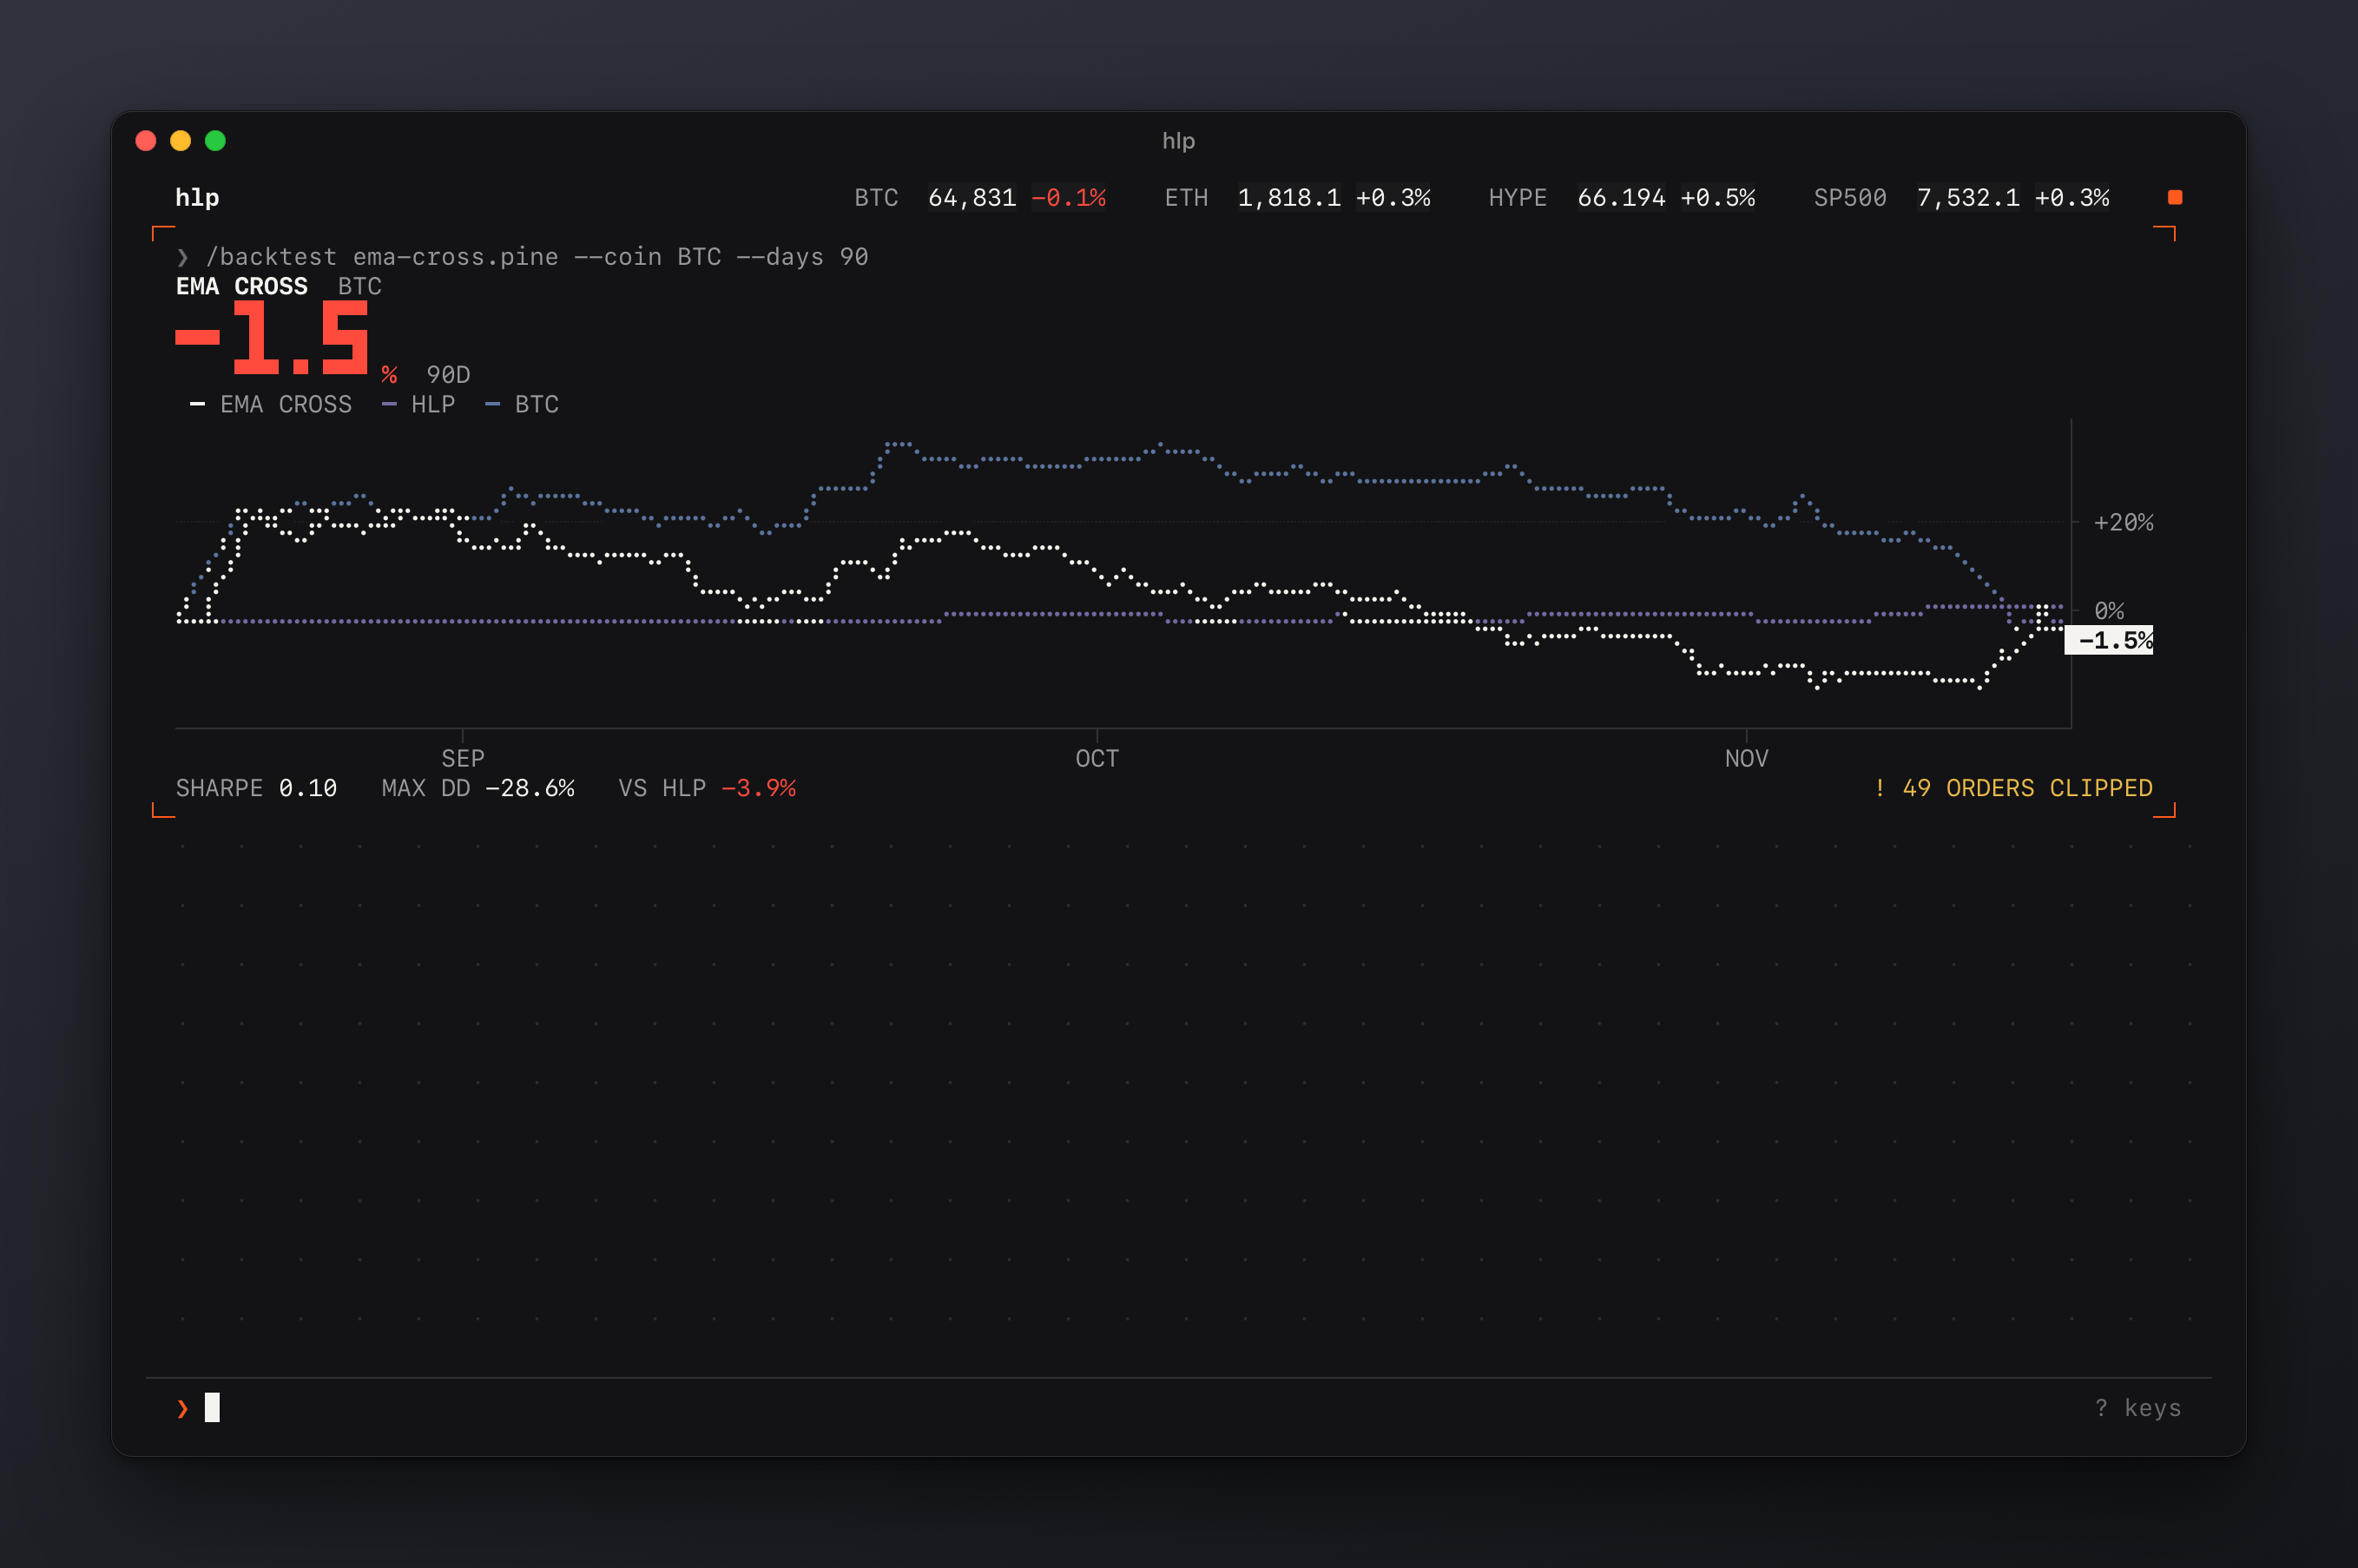 hlp
hlp BTC 64,831 −0.1% ETH 1,818.1 +0.3% HYPE 66.194 +0.5% SP500 7,532.1 +0.3%
❯ /backtest ema-cross.pine --coin BTC --days 90
EMA CROSS BTC
−1.5% 90D
EMA CROSS HLP BTC
+20%
0%
−1.5%
SEP OCT NOV
SHARPE 0.10 MAX DD −28.6% VS HLP −3.9% ! 49 ORDERS CLIPPED
❯ ? keys